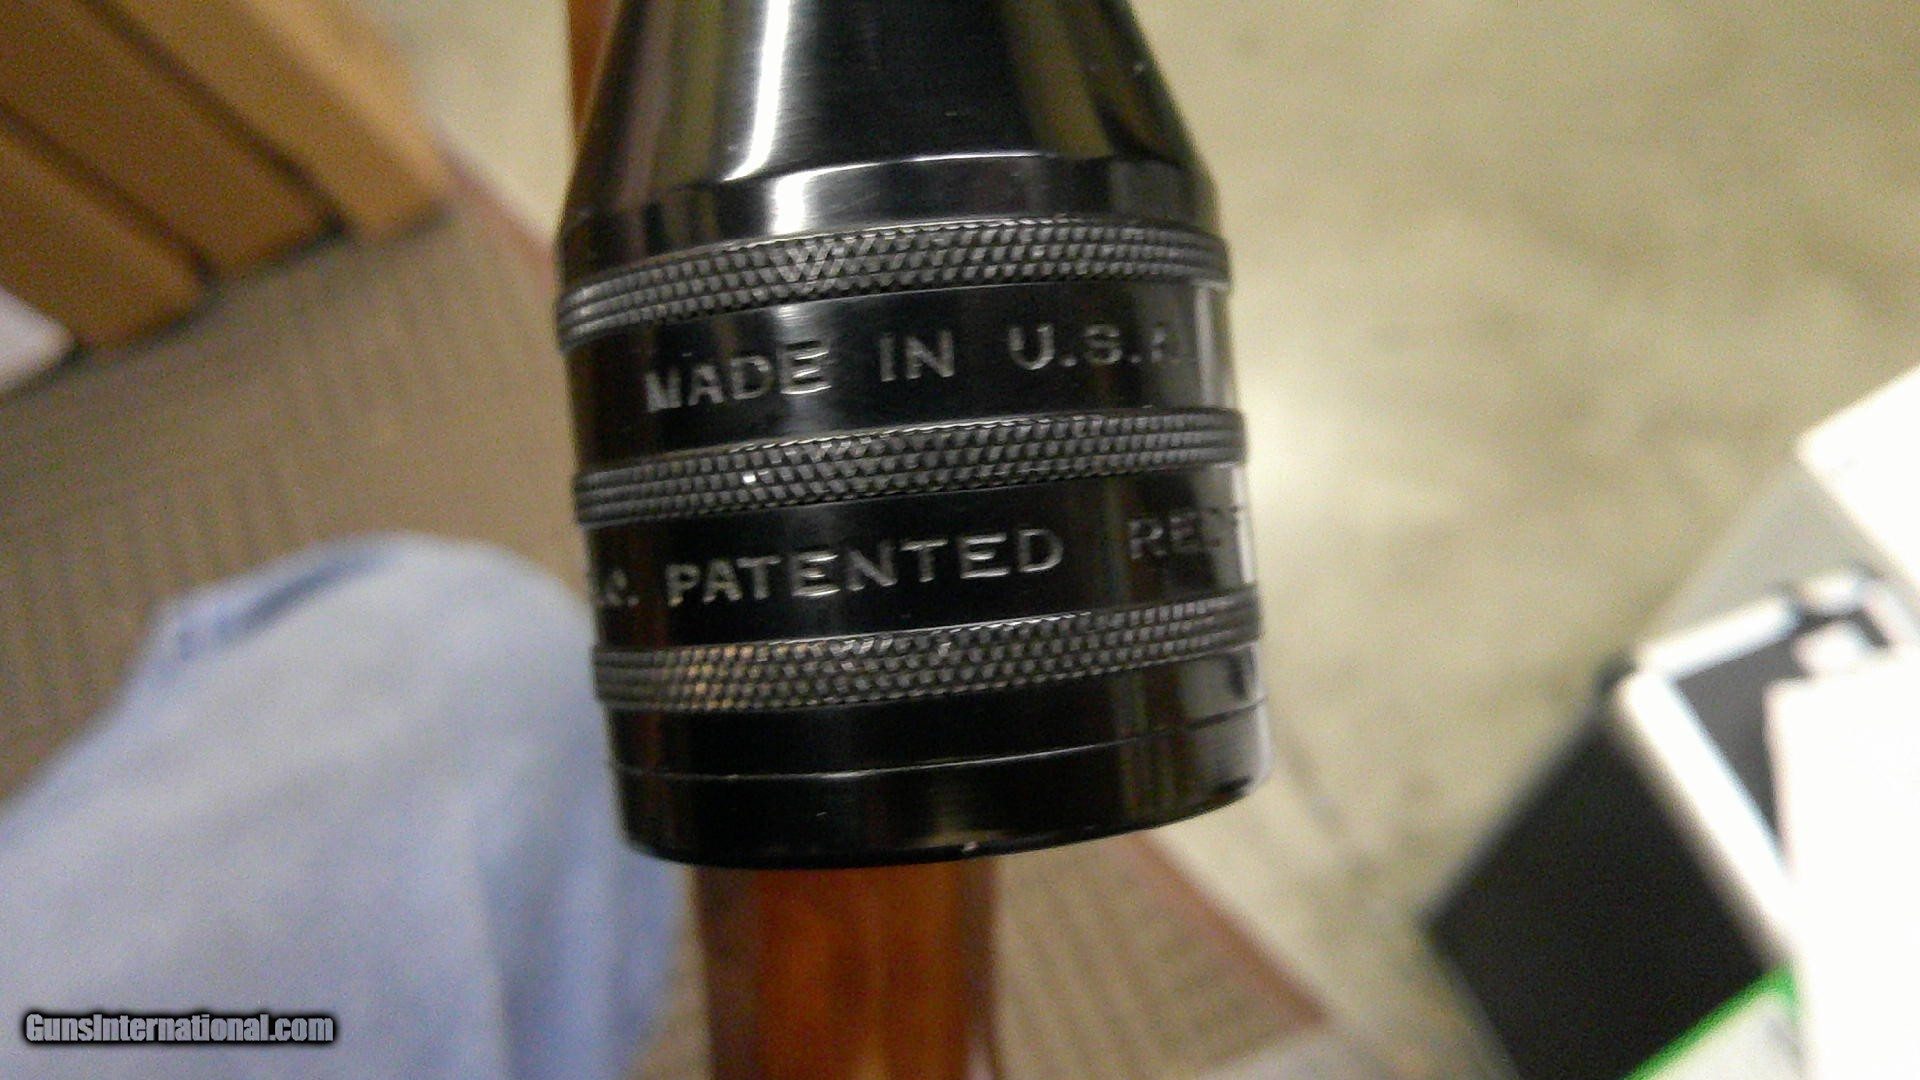 MADE IN U.S.A.
PATENTED
GunsInternational.com